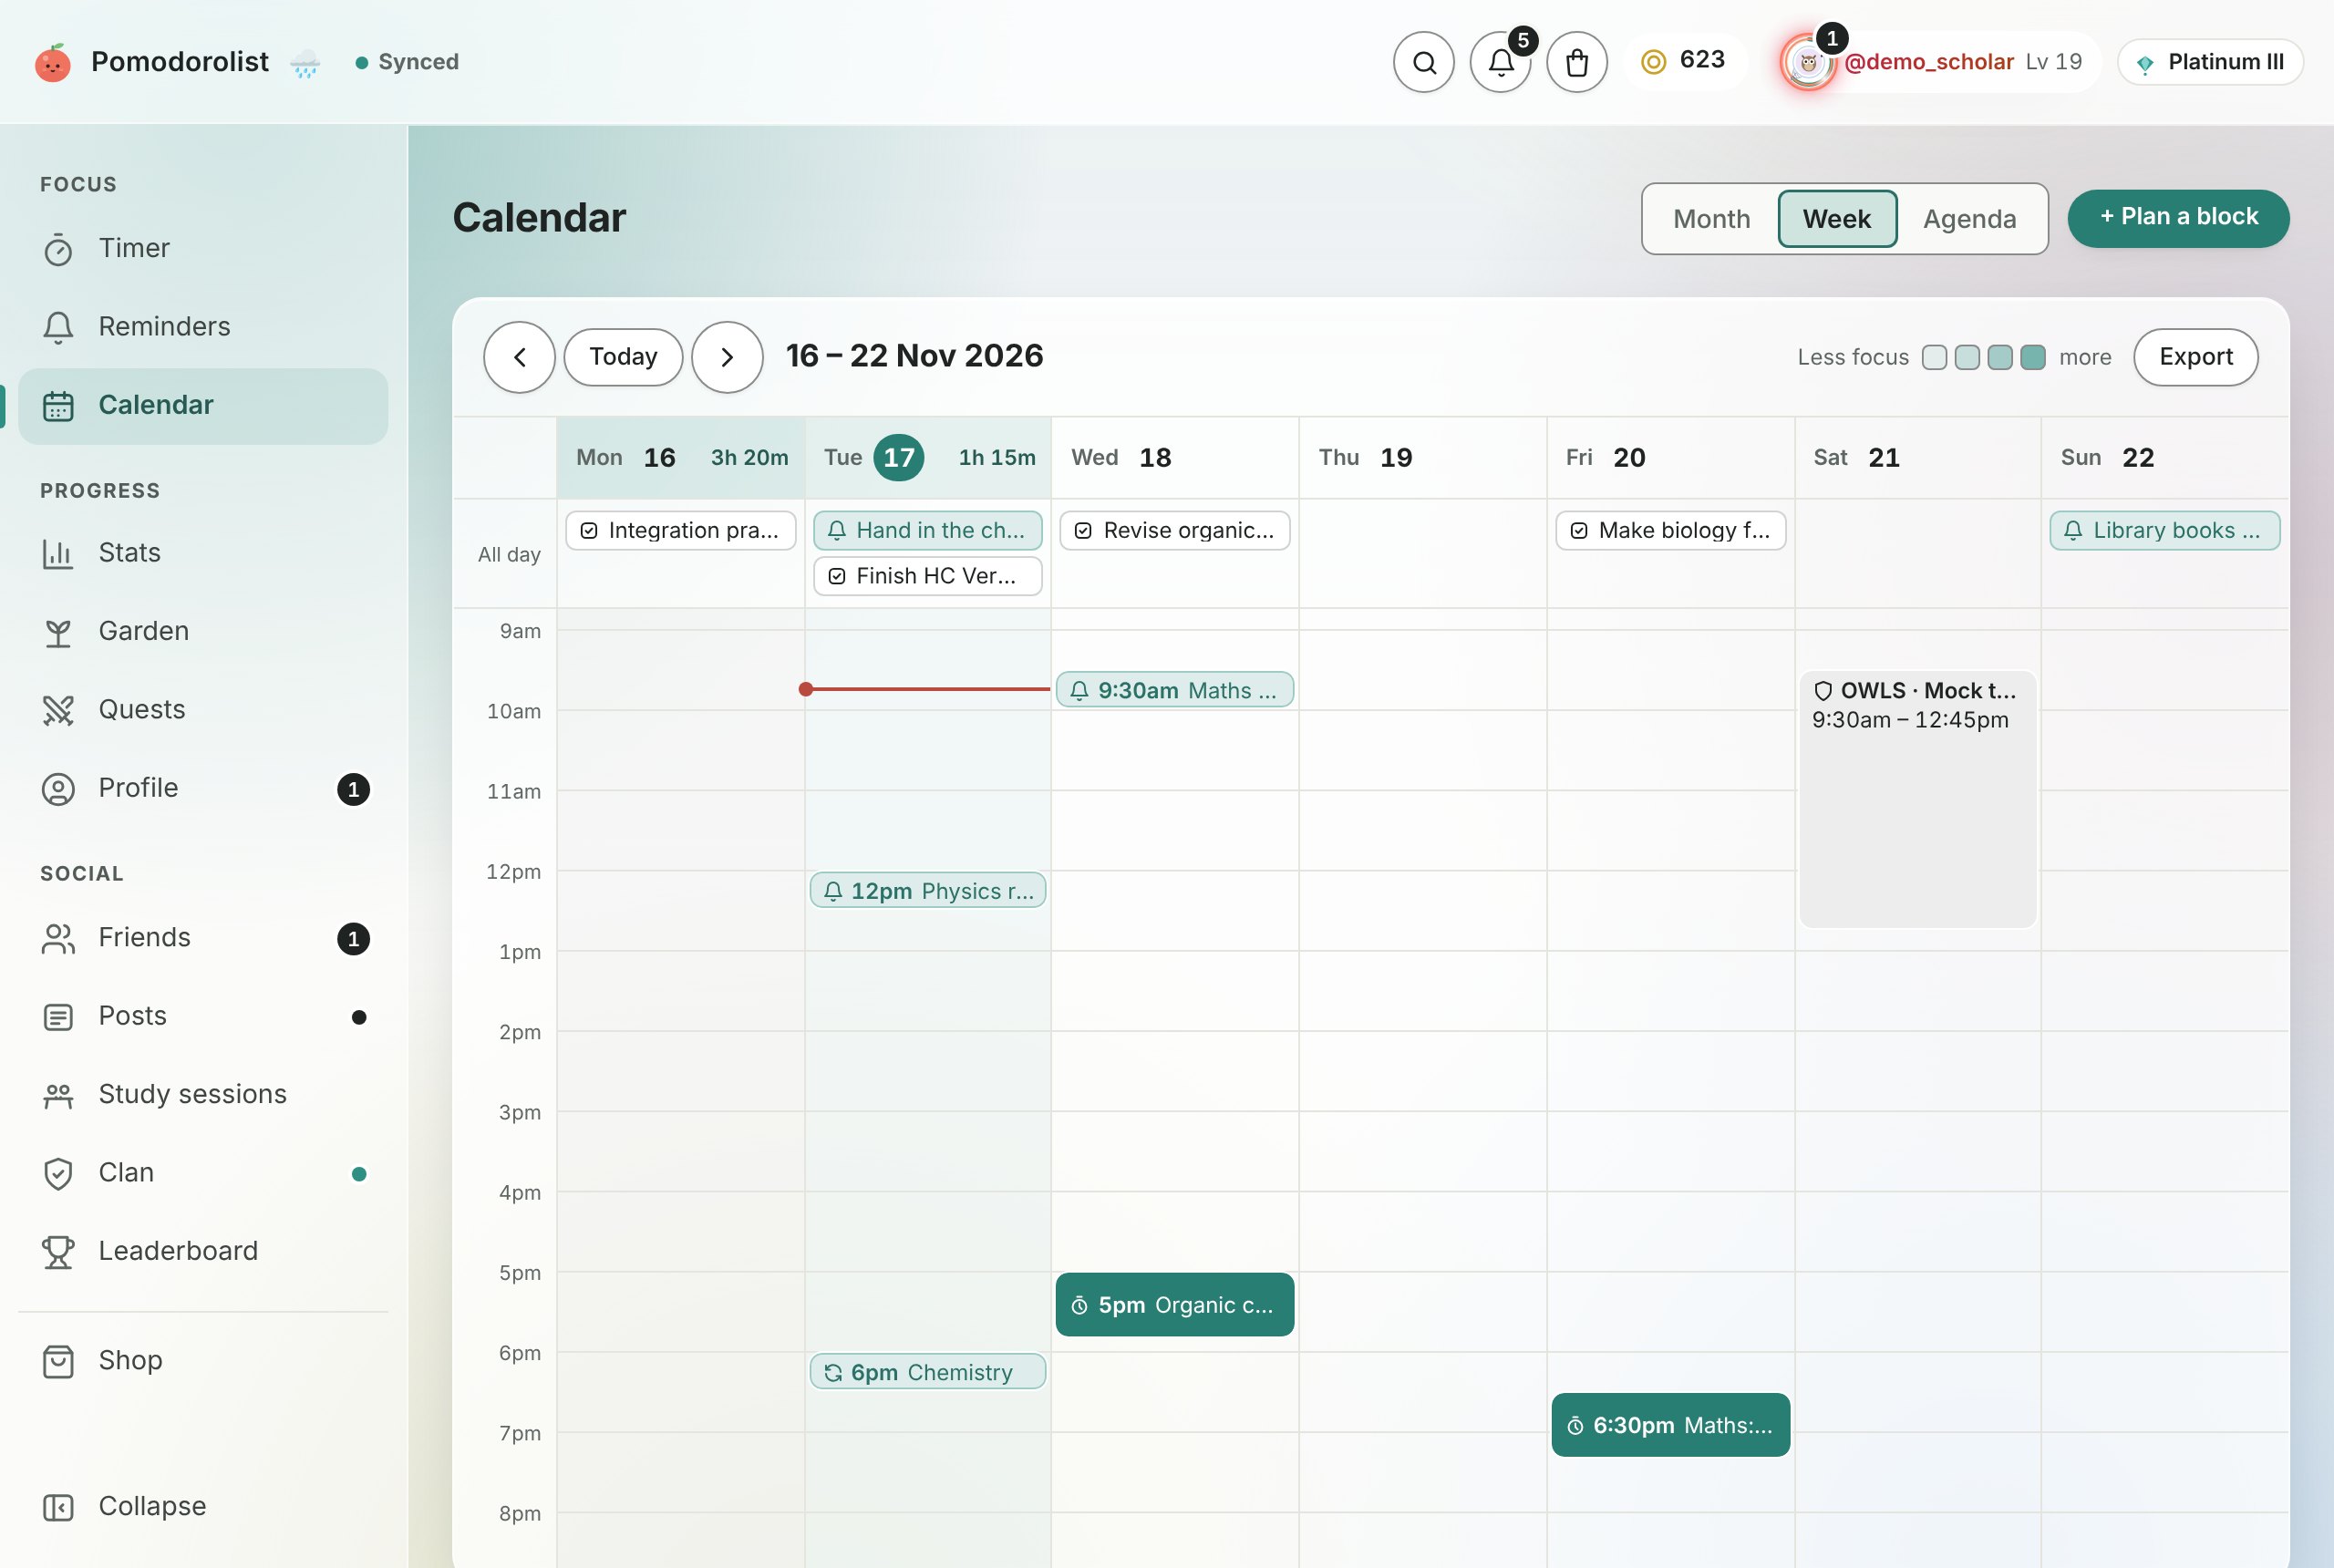 Pomodorolist
Synced
5
623
1
@demo_scholar Lv 19
Platinum III
FOCUS
Timer
Reminders
Calendar
PROGRESS
Stats
Garden
Quests
Profile 1
SOCIAL
Friends 1
Posts
Study sessions
Clan
Leaderboard
Shop
Collapse
Calendar
Month Week Agenda
+ Plan a block
Today
16 – 22 Nov 2026
Less focus more
Export
Mon 16 3h 20m
Tue 17 1h 15m
Wed 18
Thu 19
Fri 20
Sat 21
Sun 22
All day
Integration pra...
Hand in the ch...
Finish HC Ver...
Revise organic...
Make biology f...
Library books ...
9am
10am
11am
12pm
1pm
2pm
3pm
4pm
5pm
6pm
7pm
8pm
12pm Physics r...
6pm Chemistry
9:30am Maths ...
5pm Organic c...
6:30pm Maths:...
OWLS · Mock t...
9:30am – 12:45pm